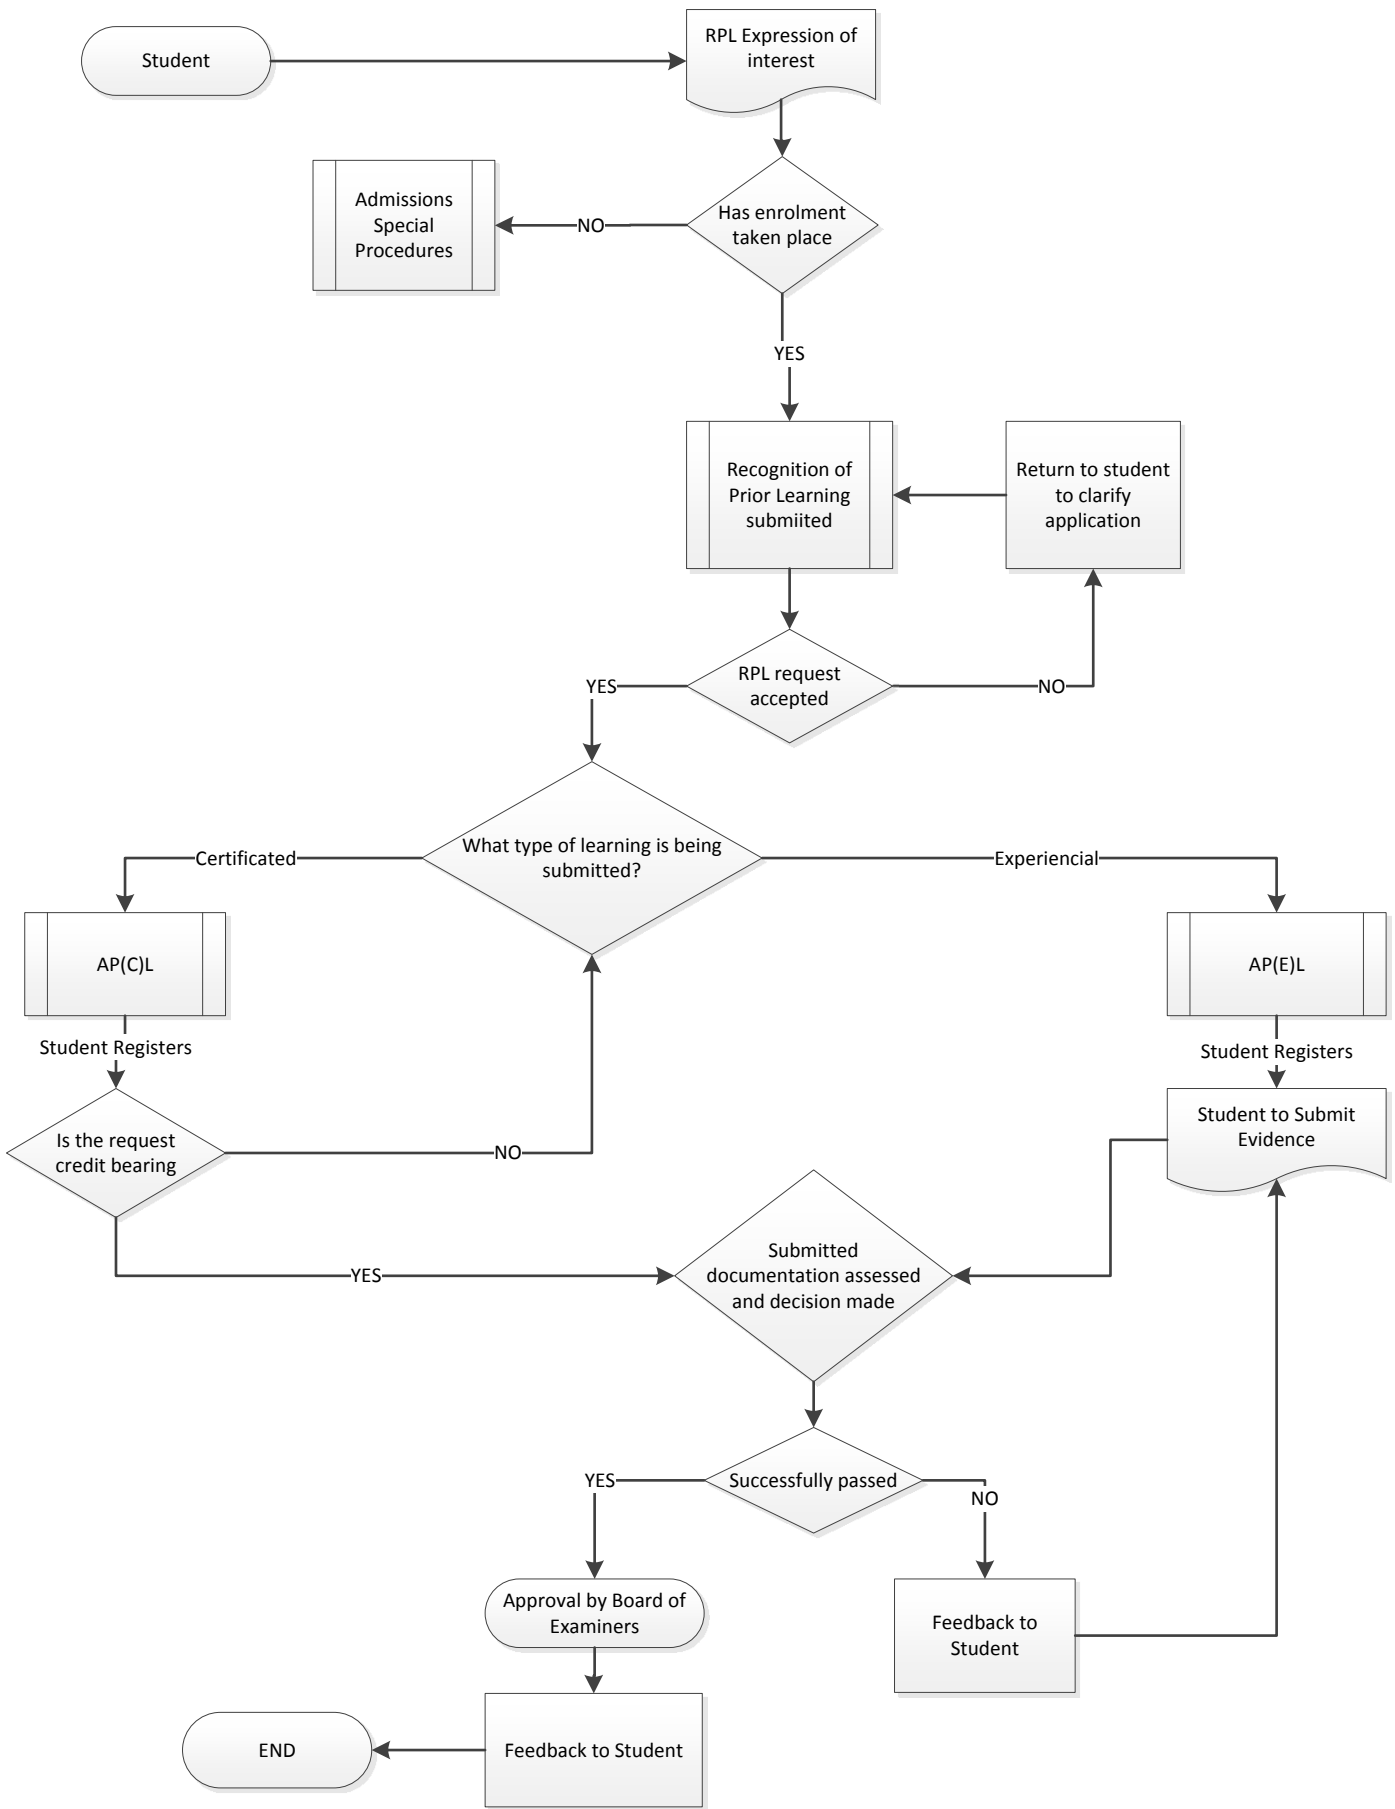 Student
RPL Expression of
interest
Admissions
Special
Procedures
NO
Has enrolment
taken place
YES
Recognition of
Prior Learning
submiited
Return to student
to clarify
application
YES
RPL request
accepted
NO
Certificated
What type of learning is being
submitted?
Experiencial
AP(C)L
AP(E)L
Student Registers
Student Registers
Is the request
credit bearing
NO
Student to Submit
Evidence
YES
Submitted
documentation assessed
and decision made
YES
Successfully passed
NO
Approval by Board of
Examiners
Feedback to
Student
END
Feedback to Student